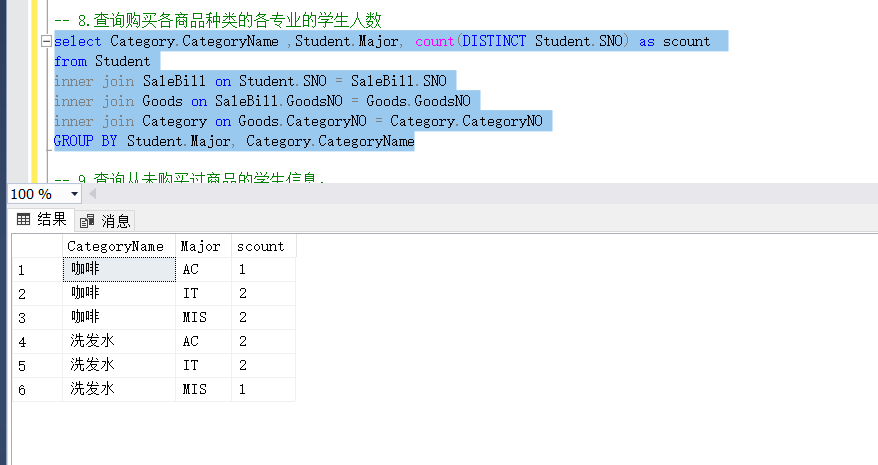 -- 8.查询购买各商品种类的各专业的学生人数
select Category.CategoryName ,Student.Major, count(DISTINCT Student.SNO) as scount
from Student
inner join SaleBill on Student.SNO = SaleBill.SNO
inner join Goods on SaleBill.GoodsNO = Goods.GoodsNO
inner join Category on Goods.CategoryNO = Category.CategoryNO
GROUP BY Student.Major, Category.CategoryName
-- 9.查询从未购买过商品的学生信息.
100 %
结果 消息
CategoryName Major scount
1 咖啡 AC 1
2 咖啡 IT 2
3 咖啡 MIS 2
4 洗发水 AC 2
5 洗发水 IT 2
6 洗发水 MIS 1